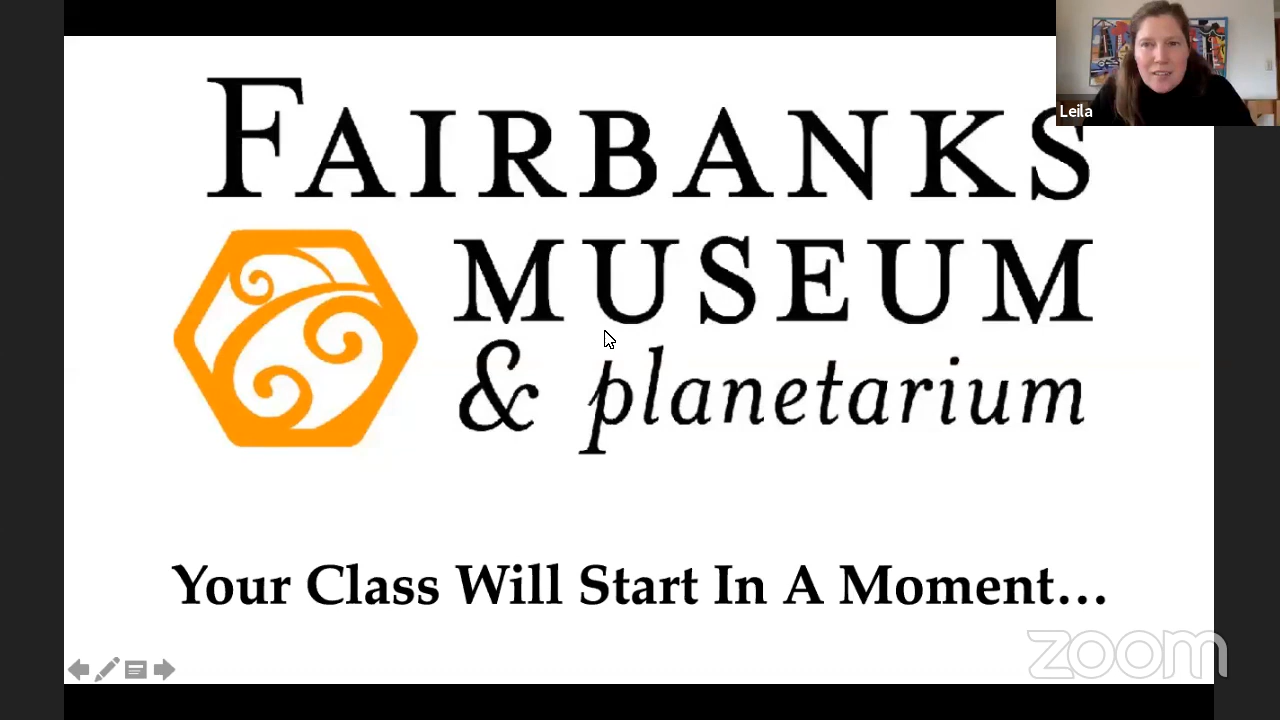 Leila
FAIRBANKS
MUSEUM
& planetarium
Your Class Will Start In A Moment...
zoom